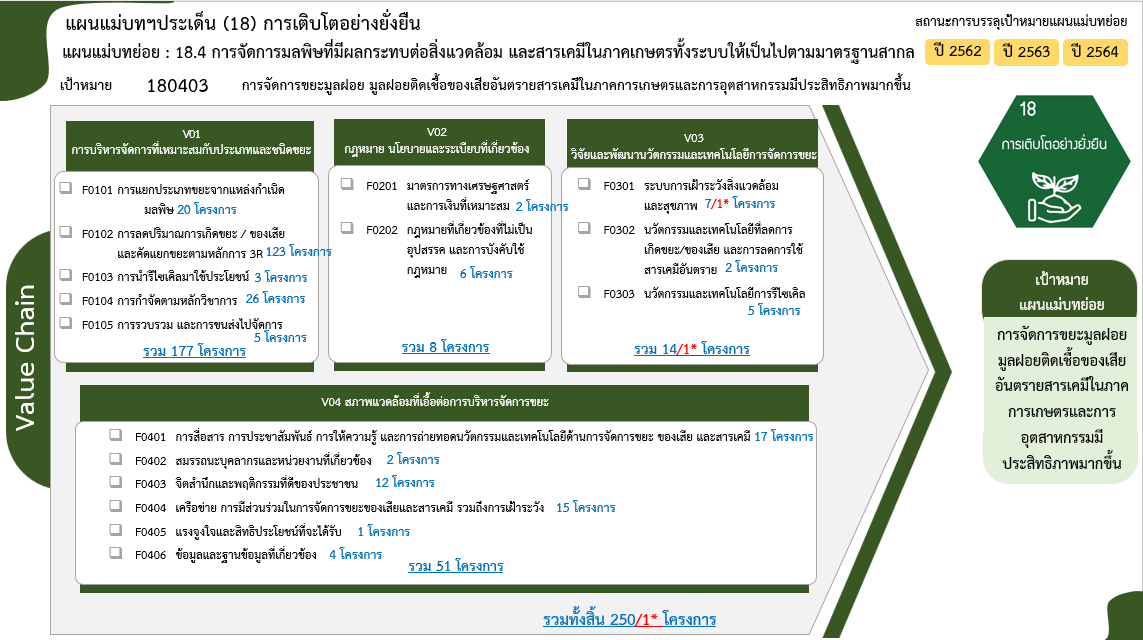 แผนแม่บทฯประเด็น (18) การเติบโตอย่างยั่งยืน
สถานะการบรรลุเป้าหมายแผนแม่บทย่อย
แผนแม่บทย่อย : 18.4 การจัดการมลพิษที่มีผลกระทบต่อสิ่งแวดล้อม และสารเคมีในภาคเกษตรทั้งระบบให้เป็นไปตามมาตรฐานสากล
ปี 2562 ปี 2563 ปี 2564
เป้าหมาย 180403 การจัดการขยะมูลฝอย มูลฝอยติดเชื้อของเสียอันตรายสารเคมีในภาคการเกษตรและการอุตสาหกรรมมีประสิทธิภาพมากขึ้น
Value Chain
V01
การบริหารจัดการที่เหมาะสมกับประเภทและชนิดขยะ
F0101 การแยกประเภทขยะจากแหล่งกำเนิด
มลพิษ 20 โครงการ
F0102 การลดปริมาณการเกิดขยะ / ของเสีย
และคัดแยกขยะตามหลักการ 3R 123 โครงการ
F0103 การนำรีไซเคิลมาใช้ประโยชน์ 3 โครงการ
F0104 การกำจัดตามหลักวิชาการ 26 โครงการ
F0105 การรวบรวม และการขนส่งไปจัดการ
5 โครงการ
รวม 177 โครงการ
V02
กฎหมาย นโยบายและระเบียบที่เกี่ยวข้อง
F0201 มาตรการทางเศรษฐศาสตร์
และการเงินที่เหมาะสม 2 โครงการ
F0202 กฎหมายที่เกี่ยวข้องที่ไม่เป็น
อุปสรรค และการบังคับใช้
กฎหมาย 6 โครงการ
รวม 8 โครงการ
V03
วิจัยและพัฒนานวัตกรรมและเทคโนโลยีการจัดการขยะ
F0301 ระบบการเฝ้าระวังสิ่งแวดล้อม
และสุขภาพ 7/1* โครงการ
F0302 นวัตกรรมและเทคโนโลยีที่ลดการ
เกิดขยะ/ของเสีย และการลดการใช้
สารเคมีอันตราย 2 โครงการ
F0303 นวัตกรรมและเทคโนโลยีการรีไซเคิล
5 โครงการ
รวม 14/1* โครงการ
V04 สภาพแวดล้อมที่เอื้อต่อการบริหารจัดการขยะ
F0401 การสื่อสาร การประชาสัมพันธ์ การให้ความรู้ และการถ่ายทอดนวัตกรรมและเทคโนโลยีด้านการจัดการขยะ ของเสีย และสารเคมี 17 โครงการ
F0402 สมรรถนะบุคลากรและหน่วยงานที่เกี่ยวข้อง 2 โครงการ
F0403 จิตสำนึกและพฤติกรรมที่ดีของประชาชน 12 โครงการ
F0404 เครือข่าย การมีส่วนร่วมในการจัดการขยะของเสียและสารเคมี รวมถึงการเฝ้าระวัง 15 โครงการ
F0405 แรงจูงใจและสิทธิประโยชน์ที่จะได้รับ 1 โครงการ
F0406 ข้อมูลและฐานข้อมูลที่เกี่ยวข้อง 4 โครงการ
รวม 51 โครงการ
รวมทั้งสิ้น 250/1* โครงการ
18
การเติบโตอย่างยั่งยืน
เป้าหมาย
แผนแม่บทย่อย
การจัดการขยะมูลฝอย
มูลฝอยติดเชื้อของเสีย
อันตรายสารเคมีในภาค
การเกษตรและการ
อุตสาหกรรมมี
ประสิทธิภาพมากขึ้น